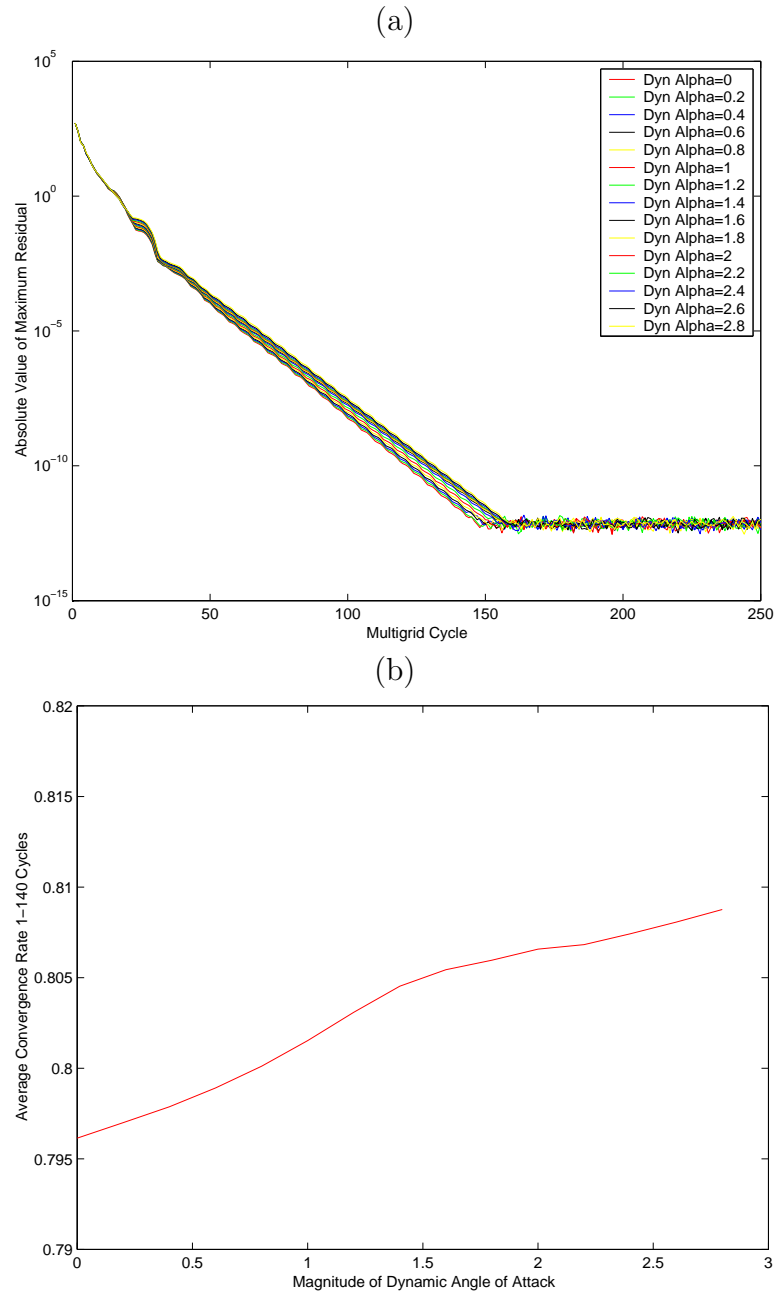 (a)
10^5
10^0
10^−5
10^−10
10^−15
0
50
100
150
200
250
Absolute Value of Maximum Residual
Multigrid Cycle
Dyn Alpha=0
Dyn Alpha=0.2
Dyn Alpha=0.4
Dyn Alpha=0.6
Dyn Alpha=0.8
Dyn Alpha=1
Dyn Alpha=1.2
Dyn Alpha=1.4
Dyn Alpha=1.6
Dyn Alpha=1.8
Dyn Alpha=2
Dyn Alpha=2.2
Dyn Alpha=2.4
Dyn Alpha=2.6
Dyn Alpha=2.8
(b)
0.82
0.815
0.81
0.805
0.8
0.795
0.79
0
0.5
1
1.5
2
2.5
3
Average Convergence Rate 1−140 Cycles
Magnitude of Dynamic Angle of Attack